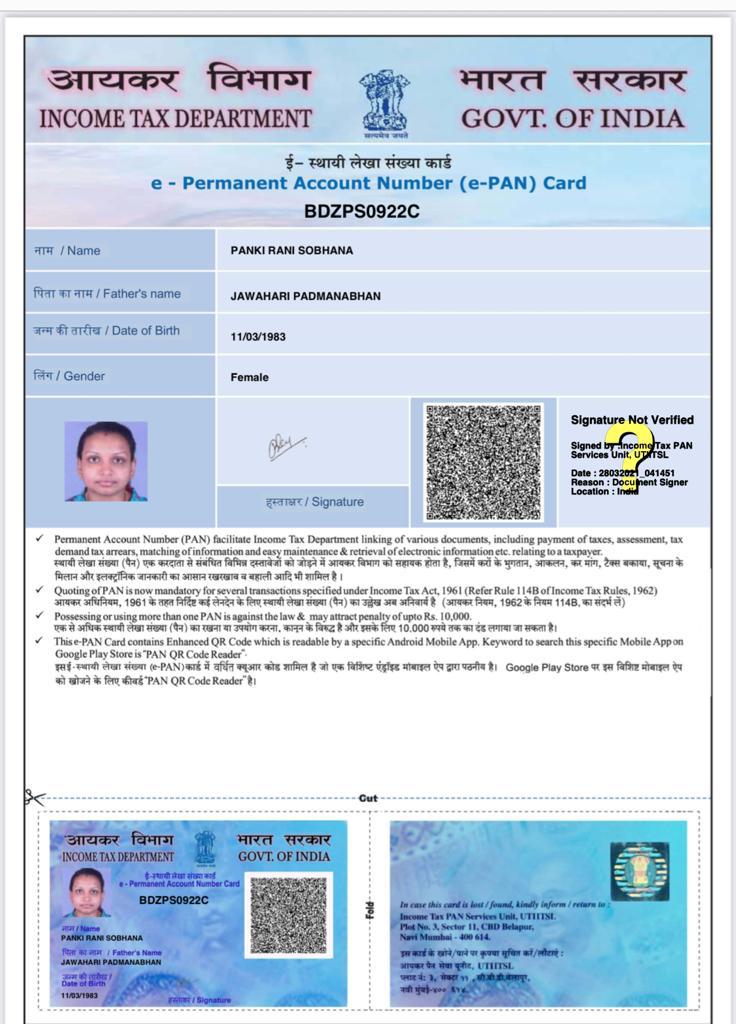 आयकर विभाग भारत सरकार
INCOME TAX DEPARTMENT GOVT. OF INDIA
सत्यमेव जयते
ई– स्थायी लेखा संख्या कार्ड
e - Permanent Account Number (e-PAN) Card
BDZPS0922C
नाम / Name PANKI RANI SOBHANA
पिता का नाम / Father's name JAWAHARI PADMANABHAN
जन्म की तारीख / Date of Birth 11/03/1983
लिंग / Gender Female
हस्ताक्षर / Signature
Signature Not Verified
?
Signed by :Income Tax PAN
Services Unit, UTIITSL
Date : 28032021_041451
Reason : Document Signer
Location : India
✓ Permanent Account Number (PAN) facilitate Income Tax Department linking of various documents, including payment of taxes, assessment, tax
demand tax arrears, matching of information and easy maintenance & retrieval of electronic information etc. relating to a taxpayer.
स्थायी लेखा संख्या (पैन) एक करदाता से संबंधित विभिन्न दस्तावेजों को जोड़ने में आयकर विभाग को सहायक होता है, जिसमें करों के भुगतान, आकलन, कर मांग, टैक्स बकाया, सूचना के
मिलान और इलक्ट्रॉनिक जानकारी का आसान रखरखाव व बहाली आदि भी शामिल है ।
✓ Quoting of PAN is now mandatory for several transactions specified under Income Tax Act, 1961 (Refer Rule 114B of Income Tax Rules, 1962)
आयकर अधिनियम, 1961 के तहत निर्दिष्ट कई लेनदेन के लिए स्थायी लेखा संख्या (पैन) का उल्लेख अब अनिवार्य है (आयकर नियम, 1962 के नियम 114B, का संदर्भ लें)
✓ Possessing or using more than one PAN is against the law & may attract penalty of upto Rs. 10,000.
एक से अधिक स्थायी लेखा संख्या (पैन) का रखना या उपयोग करना, कानून के विरुद्ध है और इसके लिए 10,000 रुपये तक का दंड लगाया जा सकता है।
✓ This e-PAN Card contains Enhanced QR Code which is readable by a specific Android Mobile App. Keyword to search this specific Mobile App on
Google Play Store is "PAN QR Code Reader".
इसई-स्थायी लेखा संख्या (e-PAN) कार्ड में वर्धित क्यूआर कोड शामिल है जो एक विशिष्ट एंड्रॉइड मोबाइल ऐप द्वारा पठनीय है। Google Play Store पर इस विशिष्ट मोबाइल ऐप
को खोजने के लिए कीवर्ड "PAN QR Code Reader" है।
Cut
आयकर विभाग भारत सरकार
INCOME TAX DEPARTMENT GOVT. OF INDIA
ई-स्थायी लेखा संख्या कार्ड
e - Permanent Account Number Card
BDZPS0922C
नाम / Name
PANKI RANI SOBHANA
पिता का नाम / Father's Name
JAWAHARI PADMANABHAN
जन्म की तारीख /
Date of Birth
11/03/1983
हस्ताक्षर / Signature
Fold
In case this card is lost / found, kindly inform / return to :
Income Tax PAN Services Unit, UTIITSL
Plot No. 3, Sector 11, CBD Belapur,
Navi Mumbai - 400 614.
इस कार्ड के खोने/पाने पर कृपया सूचित करें/लौटाएं :
आयकर पैन सेवा यूनीट, UTIITSL
प्लाट नं: ३, सेक्टर ११ , सी.बी.डी.बेलापूर,
नवी मुंबई-४०० ६१४.